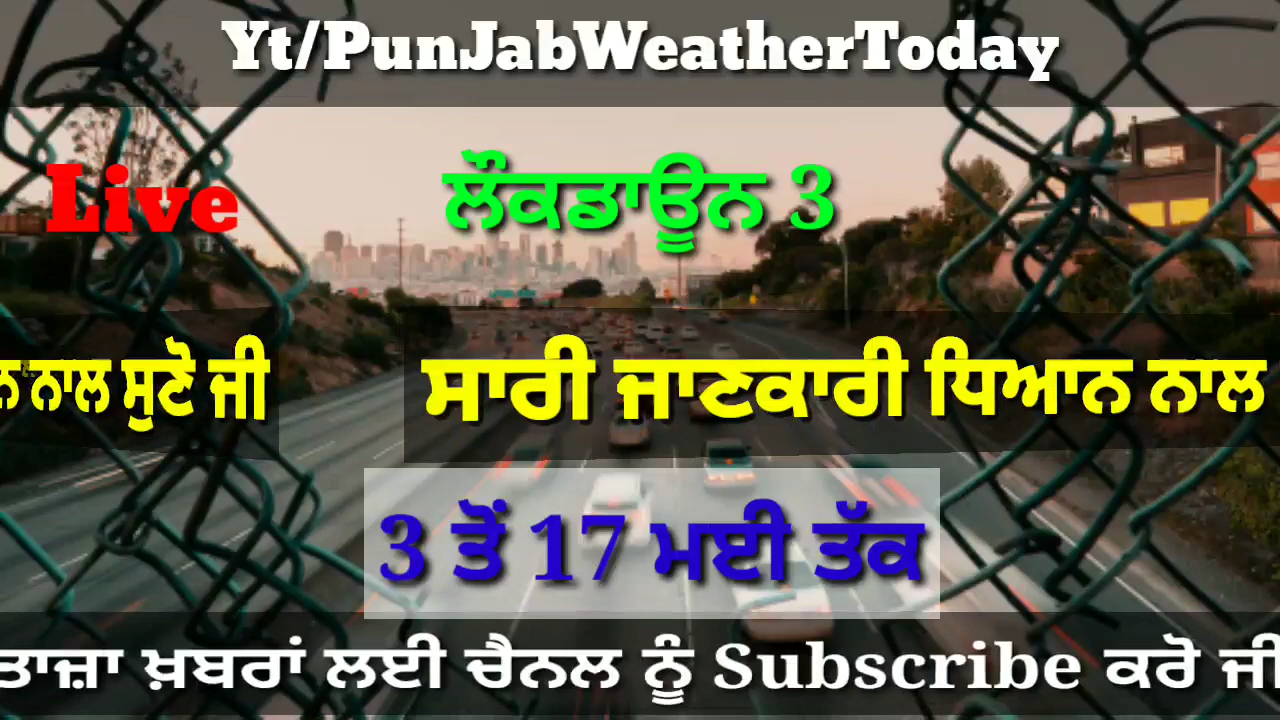 Yt/PunJabWeatherToday
Live
ਲੌਕਡਾਊਨ 3
ਨਾਲ ਸੁਣੋ ਜੀ
ਸਾਰੀ ਜਾਣਕਾਰੀ ਧਿਆਨ ਨਾਲ
3 ਤੋਂ 17 ਮਈ ਤੱਕ
ਤਾਜ਼ਾ ਖ਼ਬਰਾਂ ਲਈ ਚੈਨਲ ਨੂੰ Subscribe ਕਰੋ ਜੀ